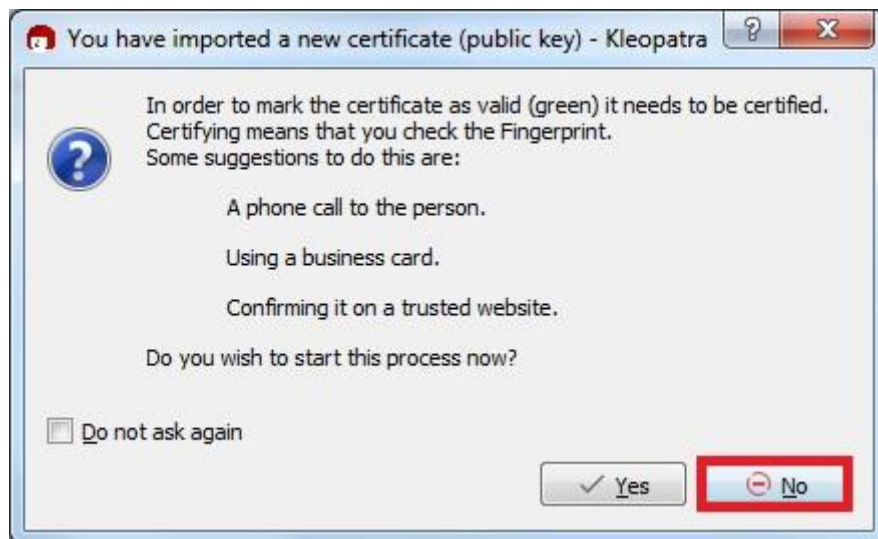 You have imported a new certificate (public key) - Kleopatra
In order to mark the certificate as valid (green) it needs to be certified.
Certifying means that you check the Fingerprint.
Some suggestions to do this are:
A phone call to the person.
Using a business card.
Confirming it on a trusted website.
Do you wish to start this process now?
Do not ask again
Yes No